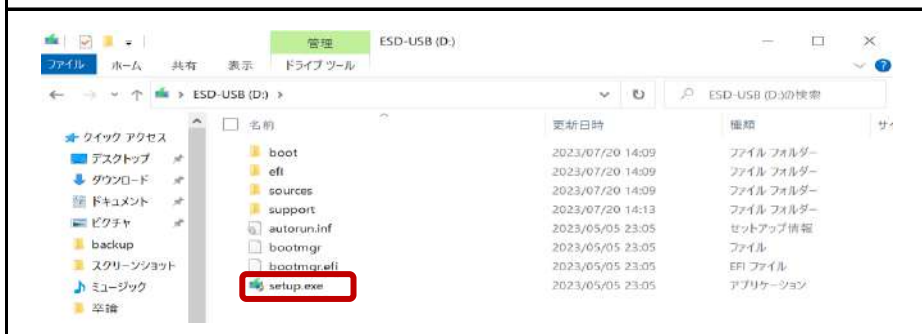 管理 ESD-USB (D:)
ファイル ホーム 共有 表示 ドライブ ツール
ESD-USB (D:) ESD-USB (D:)の検索
名前 更新日時 種類 サイ
クイック アクセス
デスクトップ
ダウンロード
ドキュメント
ピクチャ
backup
スクリーンショット
ミュージック
卒論
boot 2023/07/20 14:09 ファイル フォルダー
efi 2023/07/20 14:09 ファイル フォルダー
sources 2023/07/20 14:09 ファイル フォルダー
support 2023/07/20 14:13 ファイル フォルダー
autorun.inf 2023/05/05 23:05 セットアップ情報
bootmgr 2023/05/05 23:05 ファイル
bootmgr.efi 2023/05/05 23:05 EFI ファイル
setup.exe 2023/05/05 23:05 アプリケーション